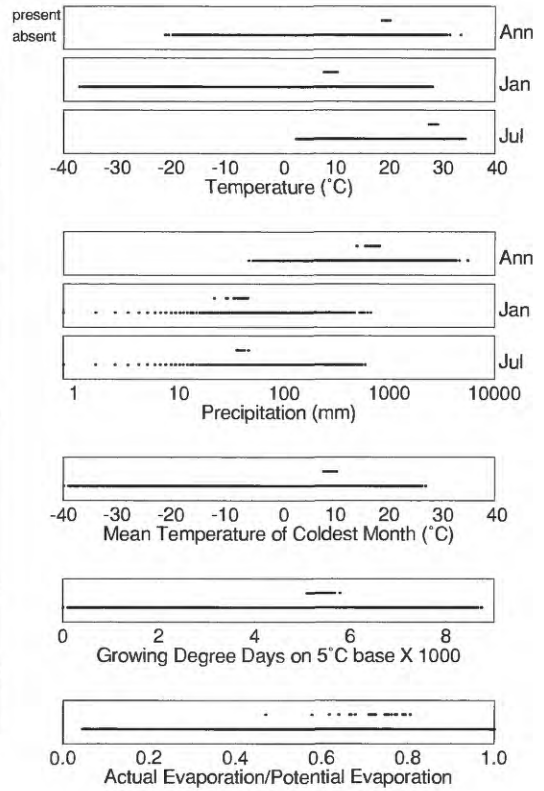 present
absent
Ann
Jan
Jul
-40 -30 -20 -10 0 10 20 30 40
Temperature (˚C)
Ann
Jan
Jul
1 10 100 1000 10000
Precipitation (mm)
-40 -30 -20 -10 0 10 20 30 40
Mean Temperature of Coldest Month (˚C)
0 2 4 6 8
Growing Degree Days on 5˚C base X 1000
0.0 0.2 0.4 0.6 0.8 1.0
Actual Evaporation/Potential Evaporation